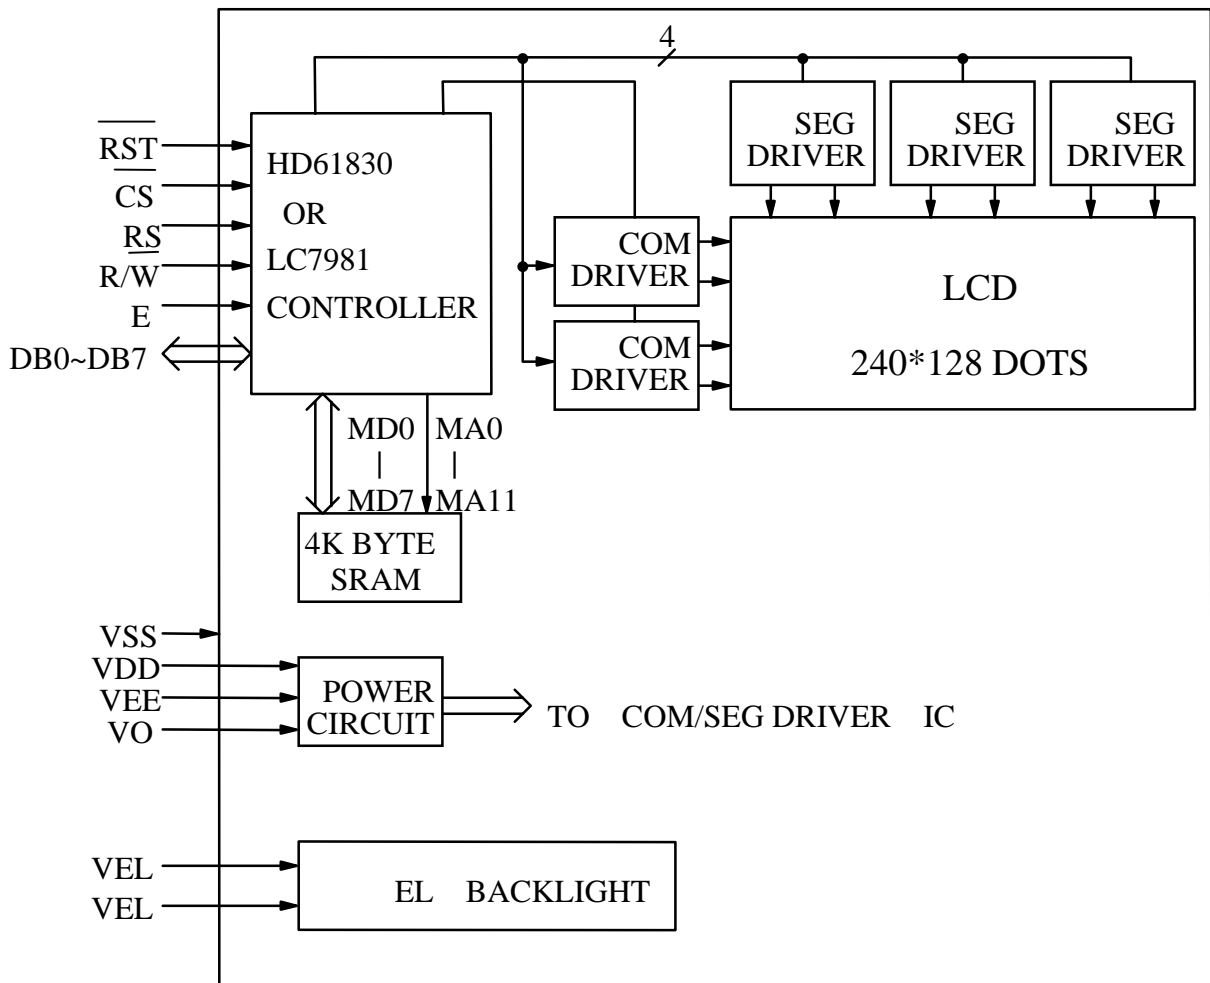 4
SEG
DRIVER
SEG
DRIVER
SEG
DRIVER
RST
CS
RS
R/W
E
DB0~DB7
HD61830
OR
LC7981
CONTROLLER
COM
DRIVER
COM
DRIVER
LCD
240*128 DOTS
MD0
|
MD7
MA0
|
MA11
4K BYTE
SRAM
VSS
VDD
VEE
VO
POWER
CIRCUIT
TO COM/SEG DRIVER IC
VEL
VEL
EL BACKLIGHT